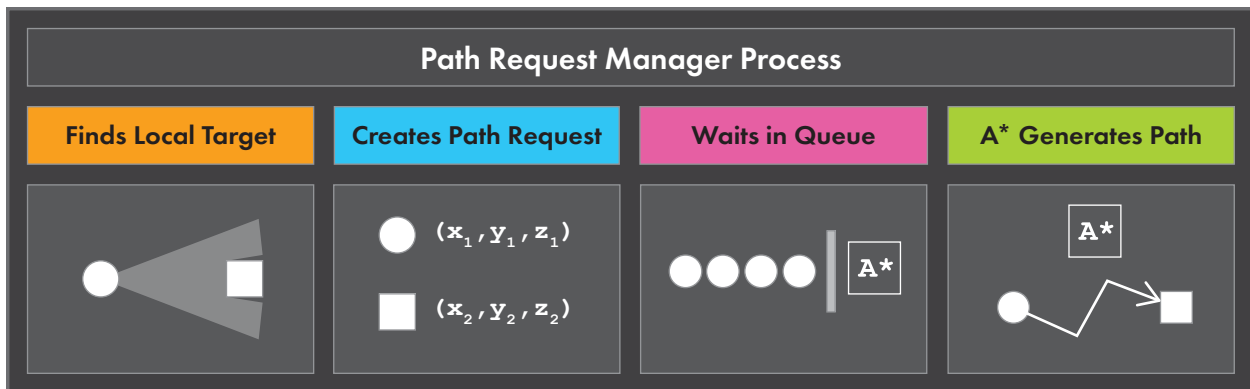 Path Request Manager Process
Finds Local Target
Creates Path Request
Waits in Queue
A* Generates Path
(x₁,y₁,z₁)
(x₂,y₂,z₂)
A*
A*